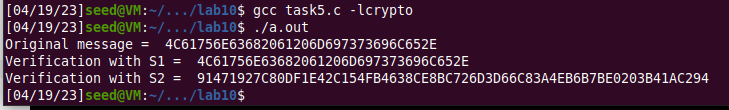 [04/19/23]seed@VM:~/.../lab10$ gcc task5.c -lcrypto
[04/19/23]seed@VM:~/.../lab10$ ./a.out
Original message =  4C61756E63682061206D697373696C652E
Verification with S1 =  4C61756E63682061206D697373696C652E
Verification with S2 =  91471927C80DF1E42C154FB4638CE8BC726D3D66C83A4EB6B7BE0203B41AC294
[04/19/23]seed@VM:~/.../lab10$